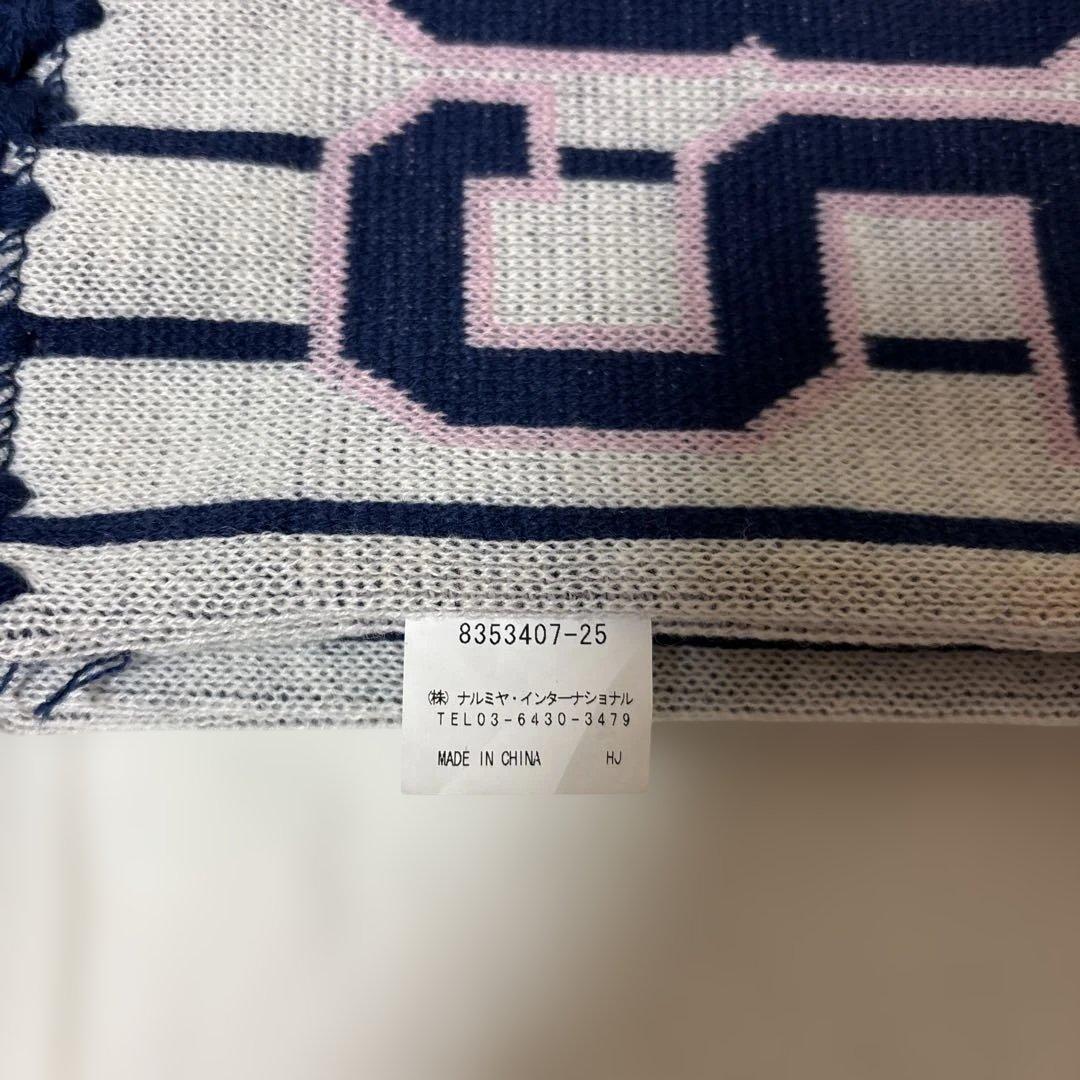 8353407-25
(株) ナルミヤ・インターナショナル
TEL03-6430-3479
MADE IN CHINA HJ